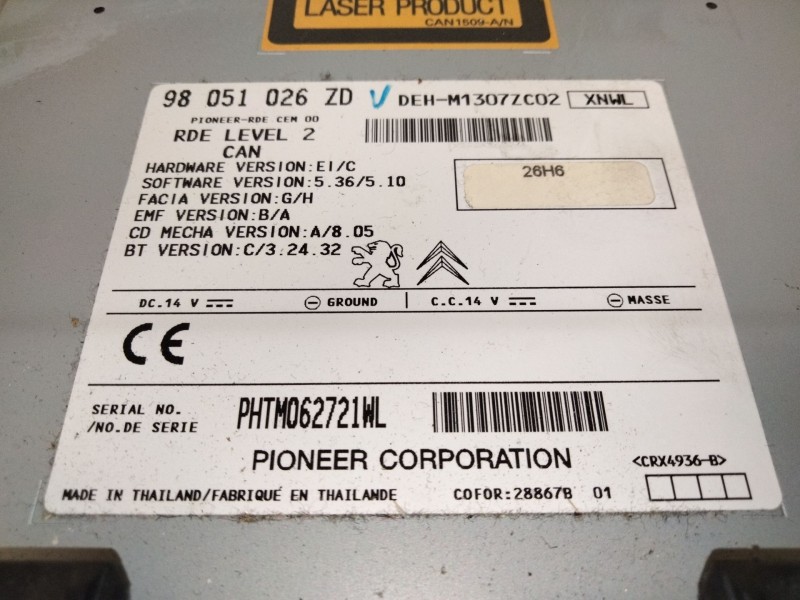 LASER PRODUCT
CAN1509-A/N
98 051 026 ZD V DEH-M1307ZC02 XNWL
PIONEER-RDE CEM 00
RDE LEVEL 2
CAN
26H6
HARDWARE VERSION:EI/C
SOFTWARE VERSION:5.36/5.10
FACIA VERSION:G/H
EMF VERSION:B/A
CD MECHA VERSION:A/8.05
BT VERSION:C/3.24.32
DC.14 V GROUND C.C.14 V MASSE
CE
SERIAL NO.
/NO.DE SERIE PHTM062721WL
PIONEER CORPORATION <CRX4936-B>
MADE IN THAILAND/FABRIQUÉ EN THAILANDE COFOR:28867B 01